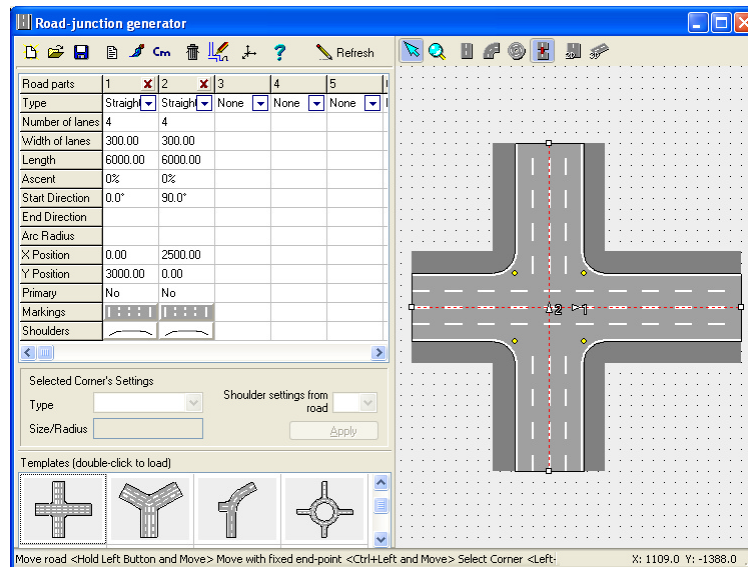 Road-junction generator
Cm ? Refresh 2D 3D
Road parts 1 x 2 x 3 4 5
Type Straigh Straigh None None None
Number of lanes 4 4
Width of lanes 300.00 300.00
Length 6000.00 6000.00
Ascent 0% 0%
Start Direction 0.0° 90.0°
End Direction
Arc Radius
X Position 0.00 2500.00
Y Position 3000.00 0.00
Primary No No
Markings
Shoulders
2 1
Selected Corner's Settings
Type
Shoulder settings from road
Size/Radius
Apply
Templates (double-click to load)
Move road <Hold Left Button and Move> Move with fixed end-point <Ctrl+Left and Move> Select Corner <Left- X: 1109.0 Y: -1388.0